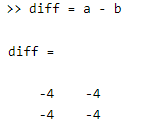 >> diff = a - b
diff =
-4 -4
-4 -4